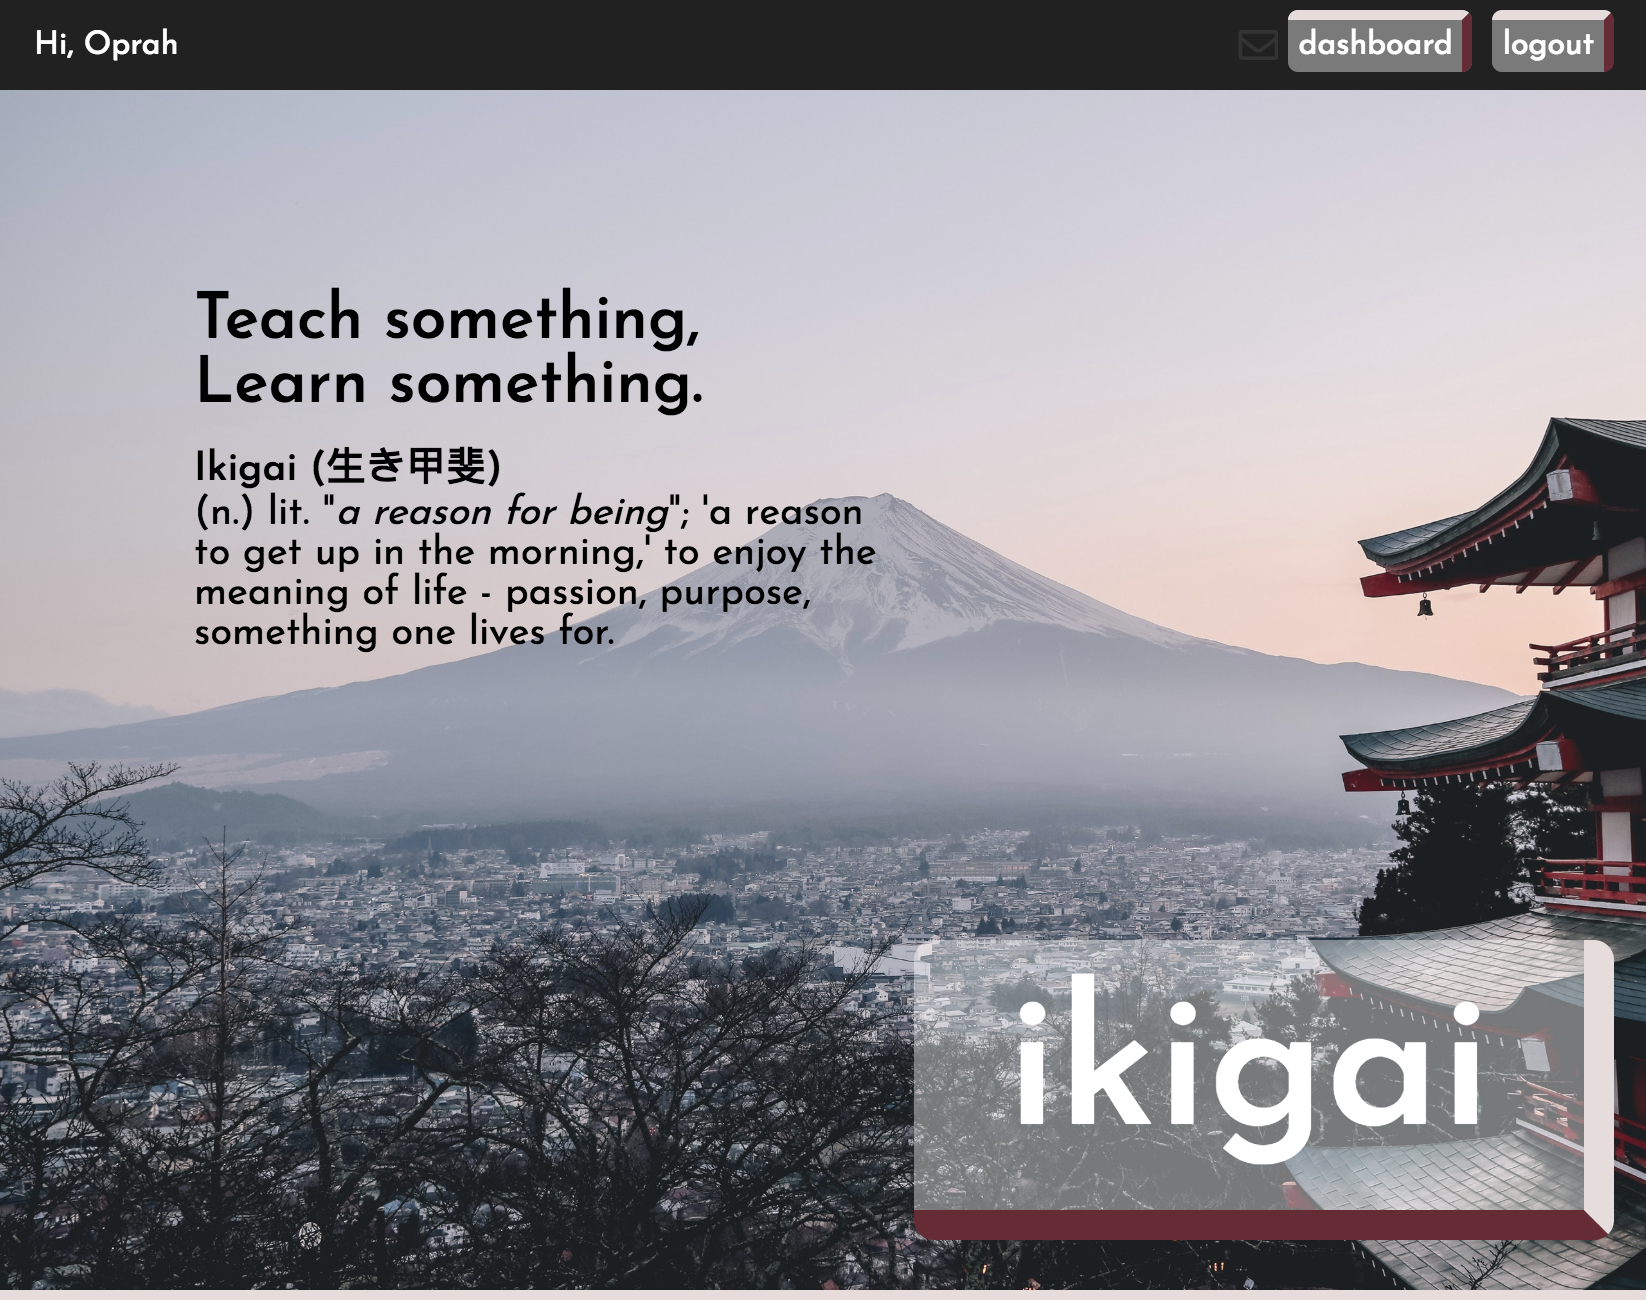 Hi, Oprah
dashboard
logout
Teach something,
Learn something.
Ikigai (生き甲斐)
(n.) lit. "a reason for being"; 'a reason
to get up in the morning,' to enjoy the
meaning of life - passion, purpose,
something one lives for.
ikigai